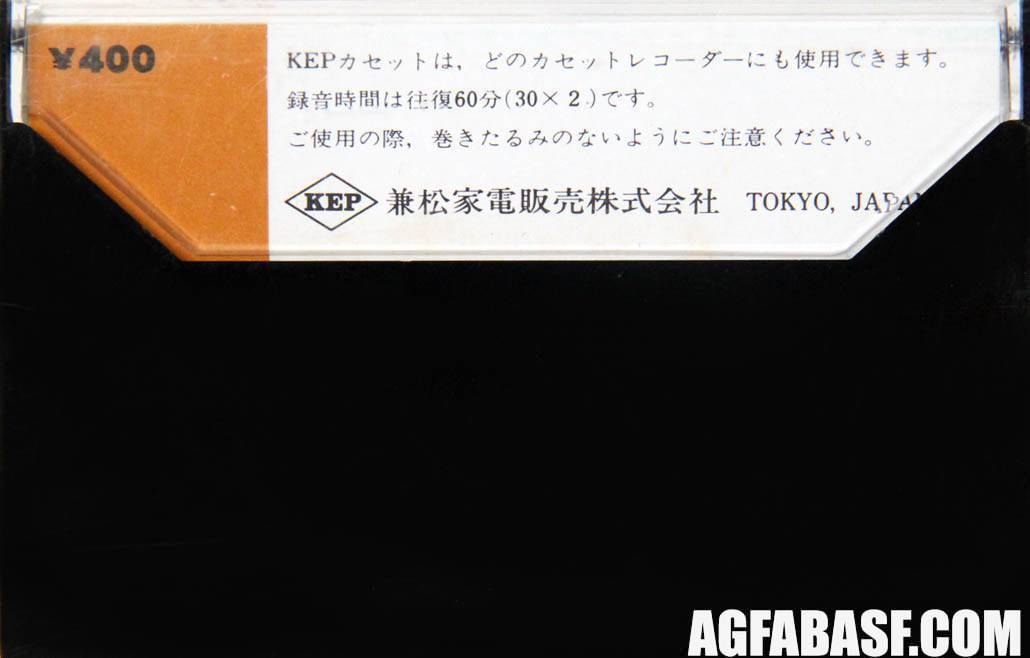 ¥400
KEPカセットは，どのカセットレコーダーにも使用できます。
録音時間は往復60分(30×2.)です。
ご使用の際，巻きたるみのないようにご注意ください。
KEP 兼松家電販売株式会社 TOKYO, JAPAN
AGFABASF.COM